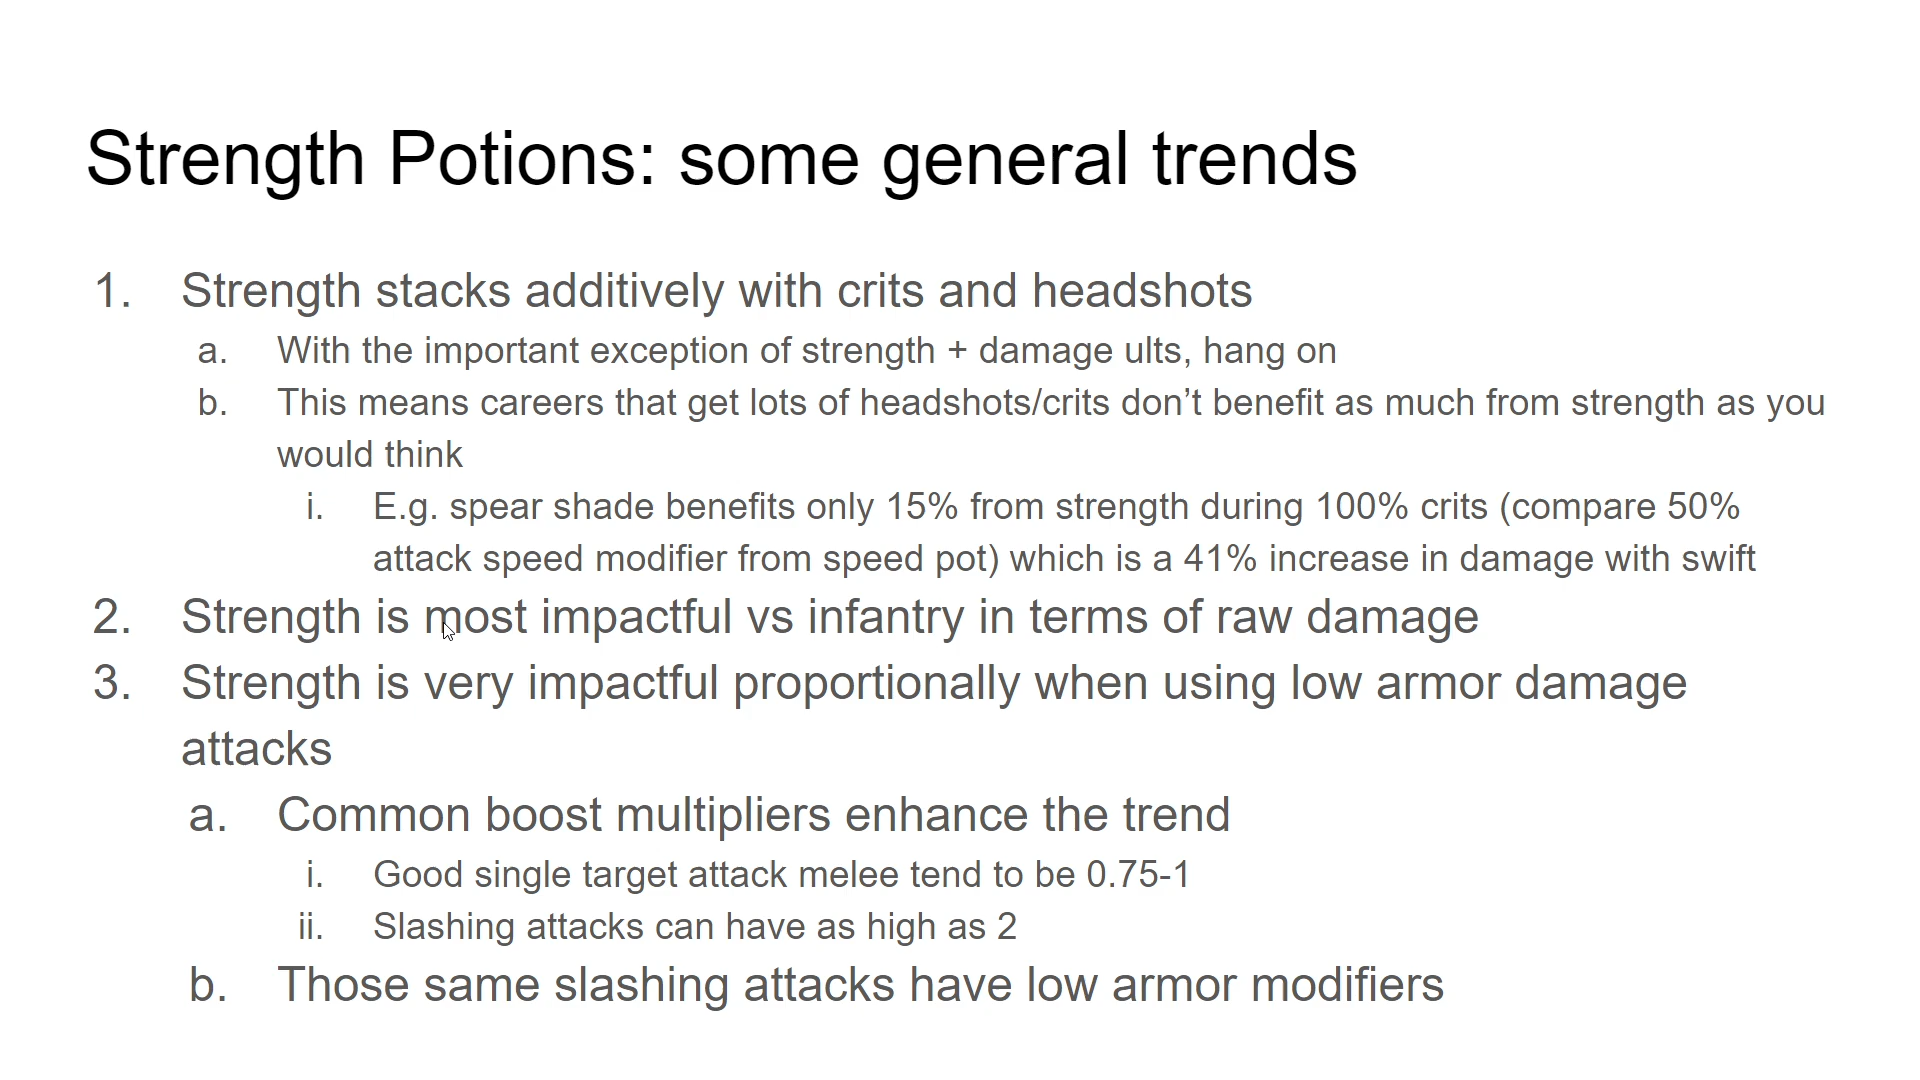 Strength Potions: some general trends
1. Strength stacks additively with crits and headshots
a. With the important exception of strength + damage ults, hang on
b. This means careers that get lots of headshots/crits don’t benefit as much from strength as you
would think
i. E.g. spear shade benefits only 15% from strength during 100% crits (compare 50%
attack speed modifier from speed pot) which is a 41% increase in damage with swift
2. Strength is most impactful vs infantry in terms of raw damage
3. Strength is very impactful proportionally when using low armor damage
attacks
a. Common boost multipliers enhance the trend
i. Good single target attack melee tend to be 0.75-1
ii. Slashing attacks can have as high as 2
b. Those same slashing attacks have low armor modifiers